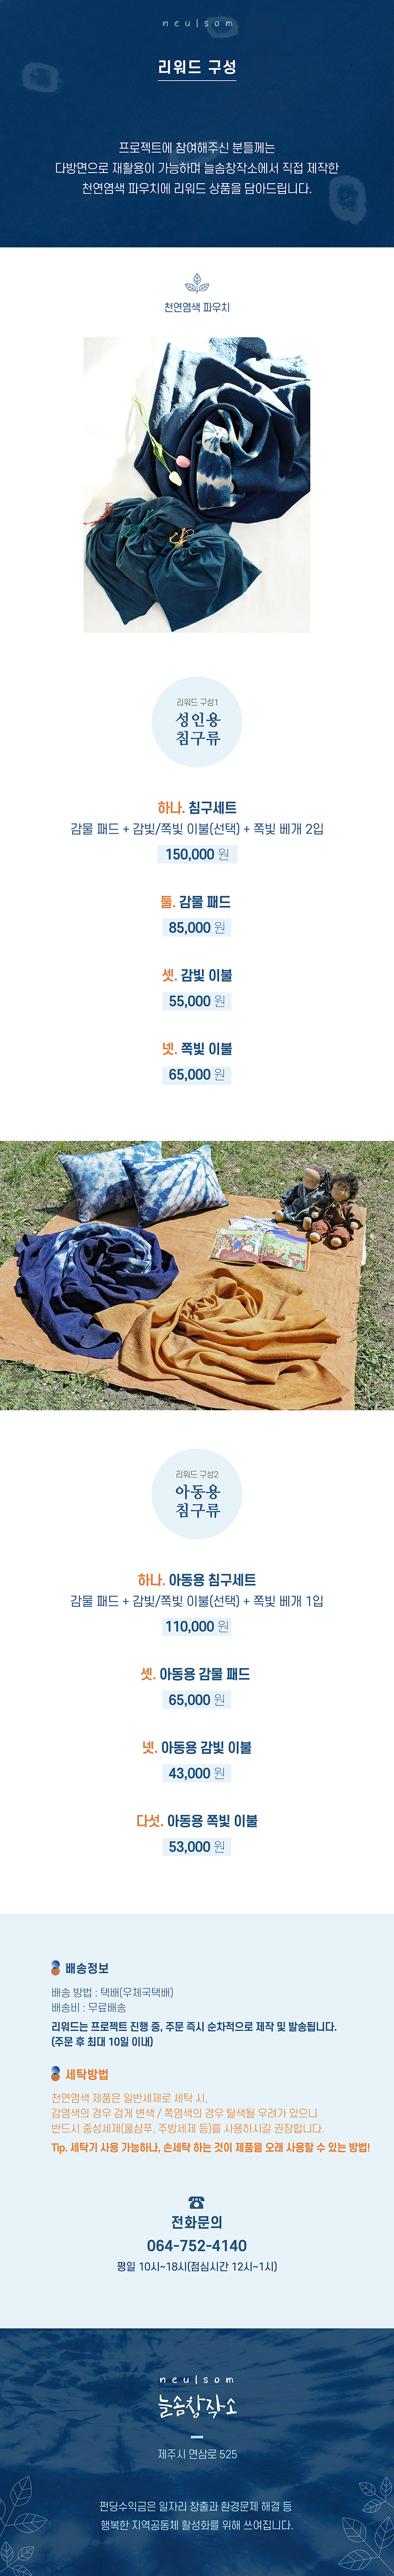 neulsom
리워드 구성
프로젝트에 참여해주신 분들께는
다방면으로 재활용이 가능하며 늘솜창작소에서 직접 제작한
천연염색 파우치에 리워드 상품을 담아드립니다.
천연염색 파우치
리워드 구성1
성인용
침구류
하나. 침구세트
감물 패드 + 감빛/쪽빛 이불(선택) + 쪽빛 베개 2입
150,000 원
둘. 감물 패드
85,000 원
셋. 감빛 이불
55,000 원
넷. 쪽빛 이불
65,000 원
리워드 구성2
아동용
침구류
하나. 아동용 침구세트
감물 패드 + 감빛/쪽빛 이불(선택) + 쪽빛 베개 1입
110,000 원
셋. 아동용 감물 패드
65,000 원
넷. 아동용 감빛 이불
43,000 원
다섯. 아동용 쪽빛 이불
53,000 원
배송정보
배송 방법 : 택배(우체국택배)
배송비 : 무료배송
리워드는 프로젝트 진행 중, 주문 즉시 순차적으로 제작 및 발송됩니다.
(주문 후 최대 10일 이내)
세탁방법
천연염색 제품은 일반세제로 세탁 시,
감염색의 경우 검게 변색 / 쪽염색의 경우 탈색될 우려가 있으니
반드시 중성세제(울샴푸, 주방세제 등)를 사용하시길 권장합니다.
Tip. 세탁기 사용 가능하나, 손세탁 하는 것이 제품을 오래 사용할 수 있는 방법!
전화문의
064-752-4140
평일 10시~18시(점심시간 12시~1시)
neulsom
늘솜창작소
제주시 연삼로 525
펀딩수익금은 일자리 창출과 환경문제 해결 등
행복한 지역공동체 활성화를 위해 쓰여집니다.